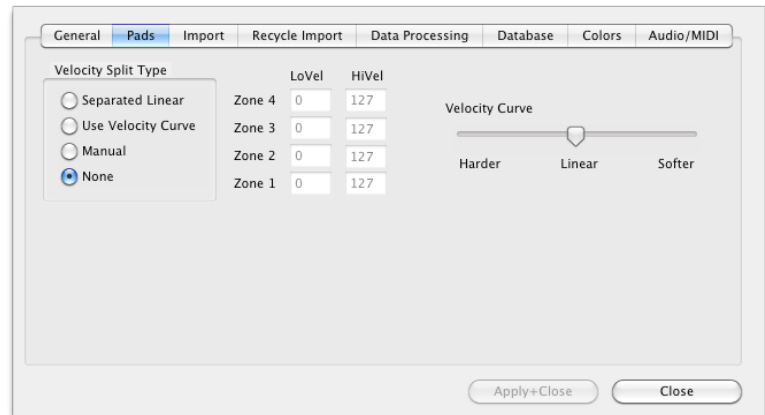 General Pads Import Recycle Import Data Processing Database Colors Audio/MIDI
Velocity Split Type
Separated Linear
Use Velocity Curve
Manual
None
LoVel HiVel
Zone 4 0 127
Zone 3 0 127
Zone 2 0 127
Zone 1 0 127
Velocity Curve
Harder Linear Softer
Apply+Close Close